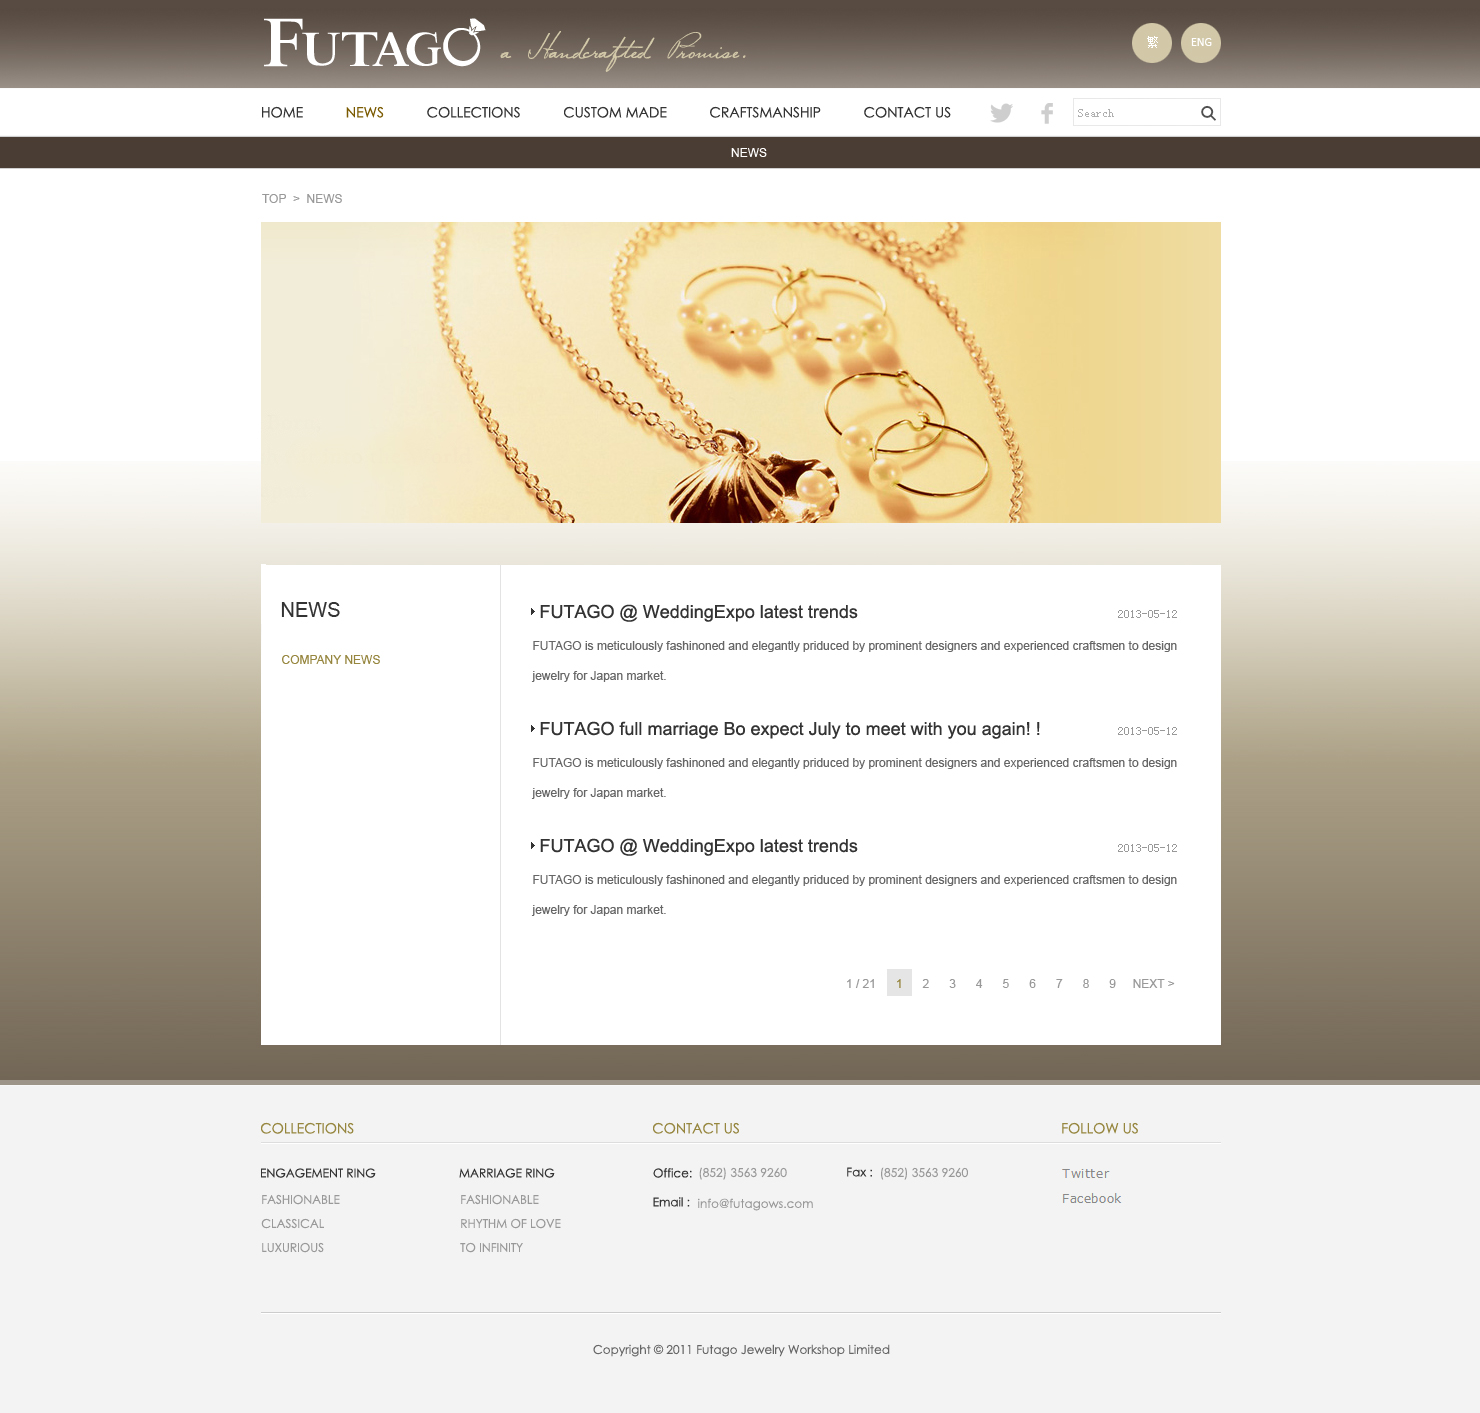 FUTAGO a Handcrafted Promise.
繁 ENG
HOME NEWS COLLECTIONS CUSTOM MADE CRAFTSMANSHIP CONTACT US Search
NEWS
TOP > NEWS
NEWS
COMPANY NEWS
FUTAGO @ WeddingExpo latest trends 2013-05-12
FUTAGO is meticulously fashinoned and elegantly priduced by prominent designers and experienced craftsmen to design
jewelry for Japan market.
FUTAGO full marriage Bo expect July to meet with you again! ! 2013-05-12
FUTAGO is meticulously fashinoned and elegantly priduced by prominent designers and experienced craftsmen to design
jewelry for Japan market.
FUTAGO @ WeddingExpo latest trends 2013-05-12
FUTAGO is meticulously fashinoned and elegantly priduced by prominent designers and experienced craftsmen to design
jewelry for Japan market.
1 / 21 1 2 3 4 5 6 7 8 9 NEXT >
COLLECTIONS CONTACT US FOLLOW US
ENGAGEMENT RING MARRIAGE RING Office: (852) 3563 9260 Fax : (852) 3563 9260 Twitter
FASHIONABLE FASHIONABLE Email : info@futagows.com Facebook
CLASSICAL RHYTHM OF LOVE
LUXURIOUS TO INFINITY
Copyright © 2011 Futago Jewelry Workshop Limited